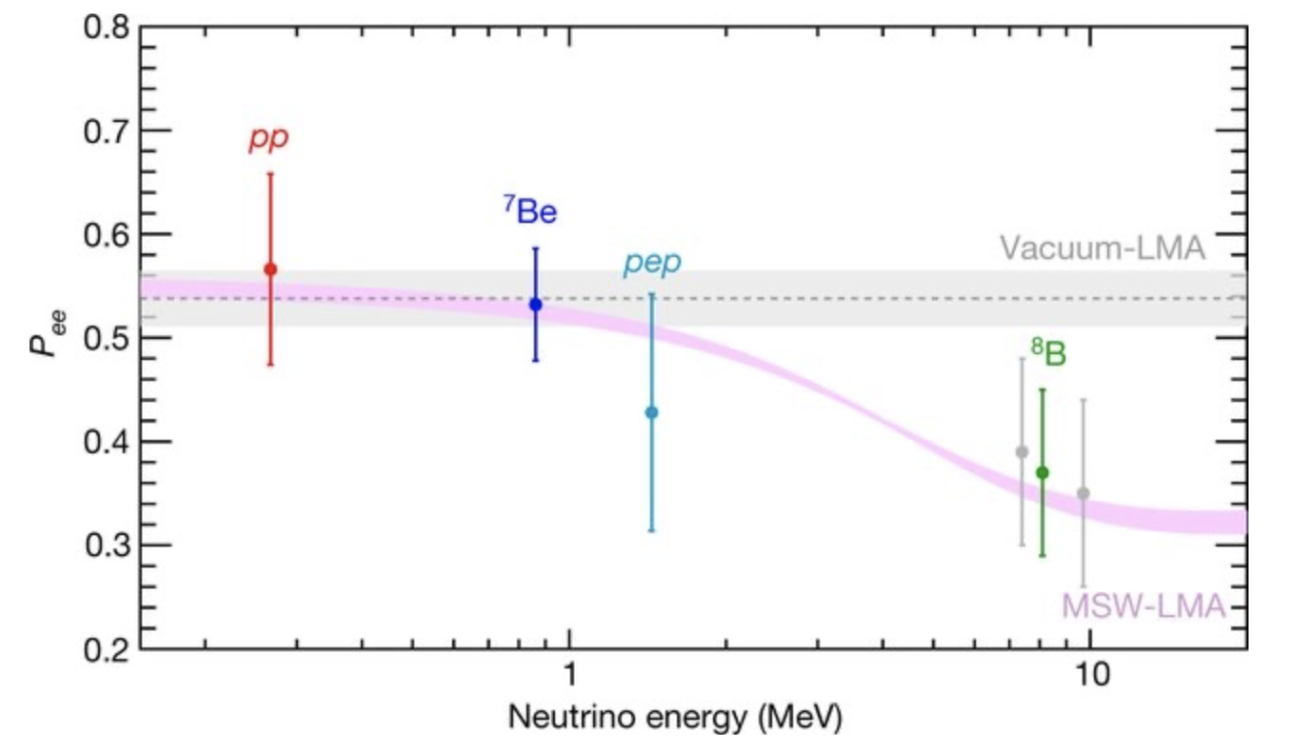 0.8
0.7
0.6
0.5
0.4
0.3
0.2
P_ee
pp
⁷Be
pep
Vacuum-LMA
⁸B
MSW-LMA
1
10
Neutrino energy (MeV)